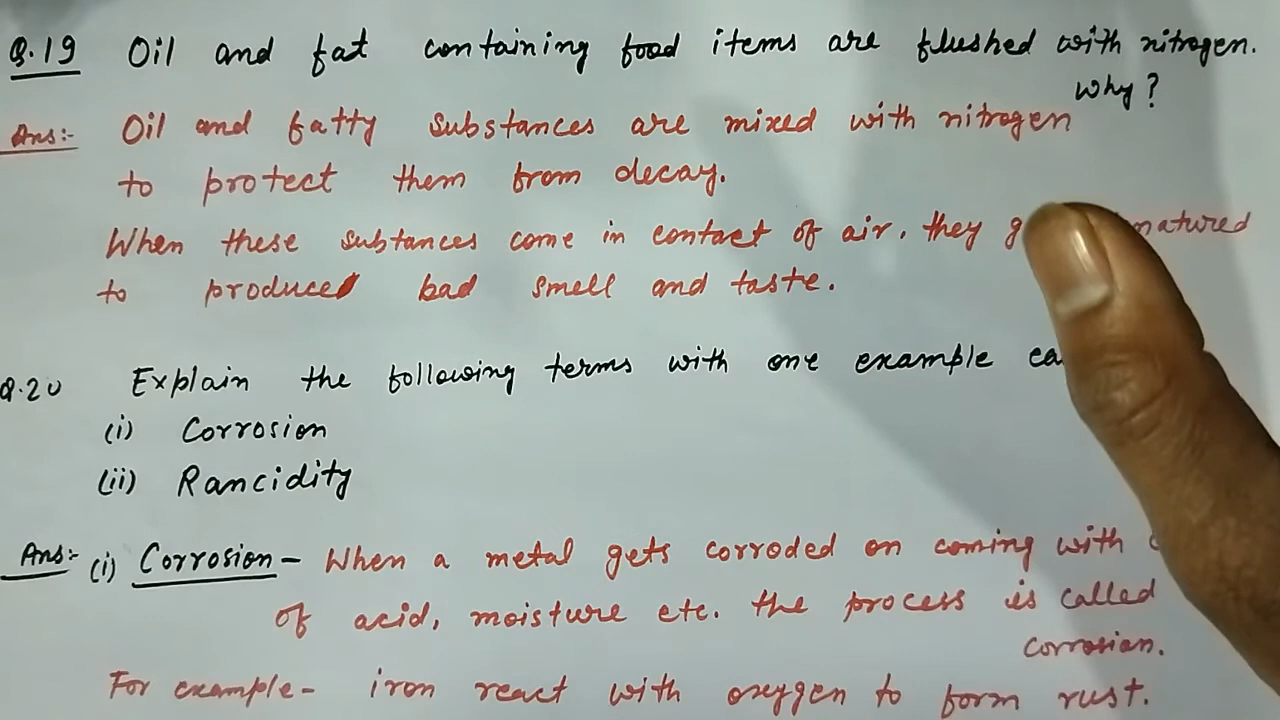 Q.19 Oil and fat containing food items are flushed with nitrogen.
Why?
Ans:- Oil and fatty substances are mixed with nitrogen
to protect them from decay.
When these subtances come in contact of air. they
to produce bad smell and taste.
Q.20 Explain the following terms with one example
(i) Corrosion
(ii) Rancidity
Ans:- (i) Corrosion - When a metal gets corroded on coming with
of acid, moisture etc. the process is called
corrosion.
For example - iron react with oxygen to form rust.